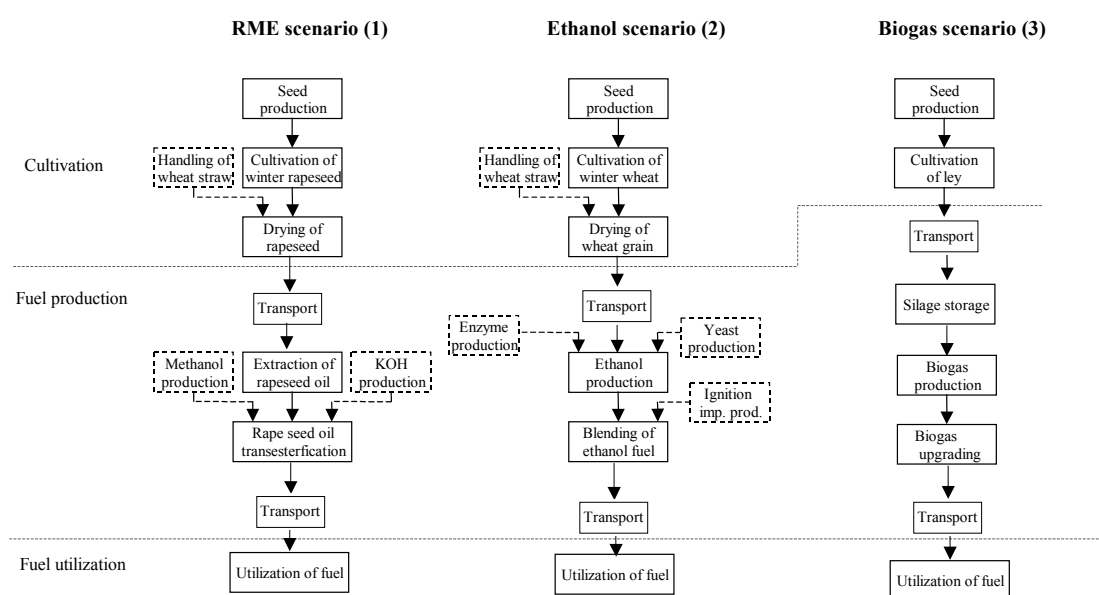 RME scenario (1)
Ethanol scenario (2)
Biogas scenario (3)
Cultivation
Seed
production
Handling of
wheat straw
Cultivation of
winter rapeseed
Drying of
rapeseed
Seed
production
Handling of
wheat straw
Cultivation of
winter wheat
Drying of
wheat grain
Seed
production
Cultivation
of ley
Fuel production
Transport
Methanol
production
Extraction of
rapeseed oil
KOH
production
Rape seed oil
transesterfication
Transport
Transport
Enzyme
production
Yeast
production
Ethanol
production
Ignition
imp. prod.
Blending of
ethanol fuel
Transport
Transport
Silage storage
Biogas
production
Biogas
upgrading
Transport
Fuel utilization
Utilization of fuel
Utilization of fuel
Utilization of fuel